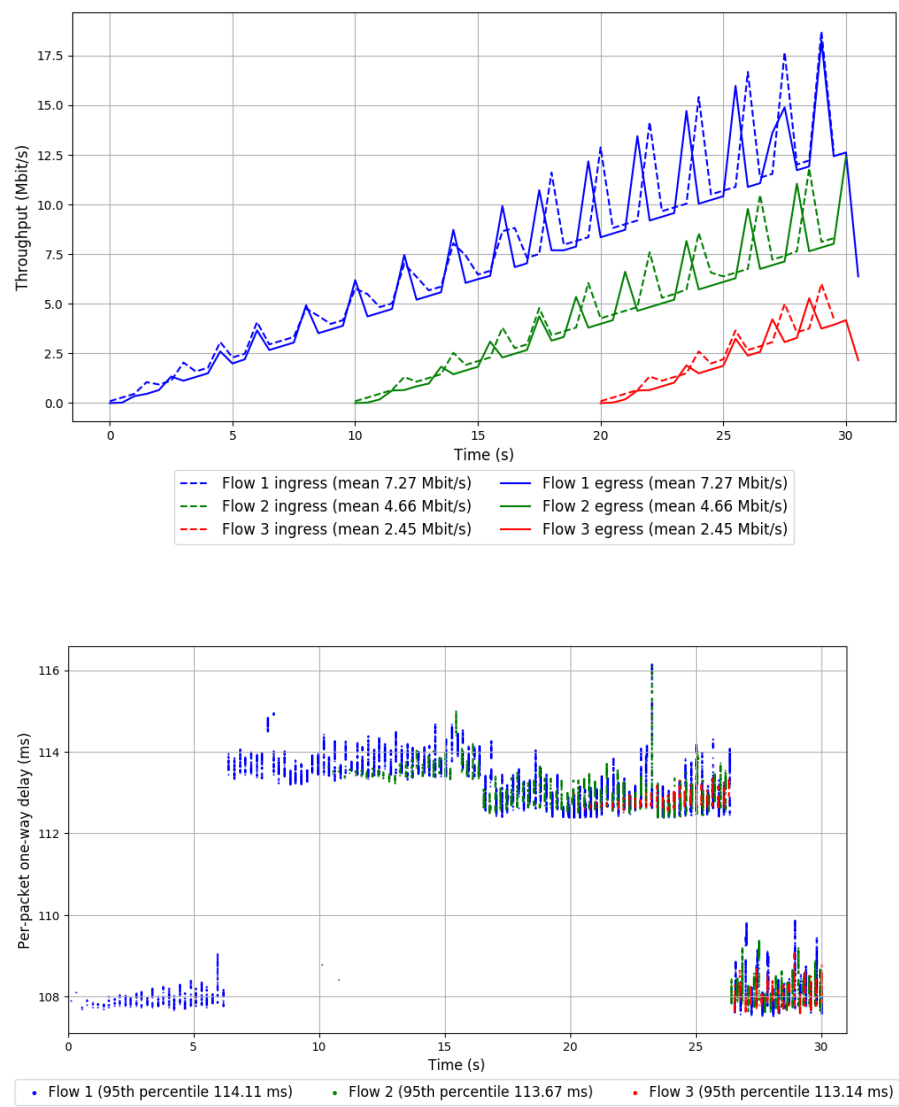 17.5
15.0
12.5
10.0
7.5
5.0
2.5
0.0
Throughput (Mbit/s)
0 5 10 15 20 25 30
Time (s)
Flow 1 ingress (mean 7.27 Mbit/s) Flow 1 egress (mean 7.27 Mbit/s)
Flow 2 ingress (mean 4.66 Mbit/s) Flow 2 egress (mean 4.66 Mbit/s)
Flow 3 ingress (mean 2.45 Mbit/s) Flow 3 egress (mean 2.45 Mbit/s)
116
114
112
110
108
Per-packet one-way delay (ms)
0 5 10 15 20 25 30
Time (s)
Flow 1 (95th percentile 114.11 ms) Flow 2 (95th percentile 113.67 ms) Flow 3 (95th percentile 113.14 ms)